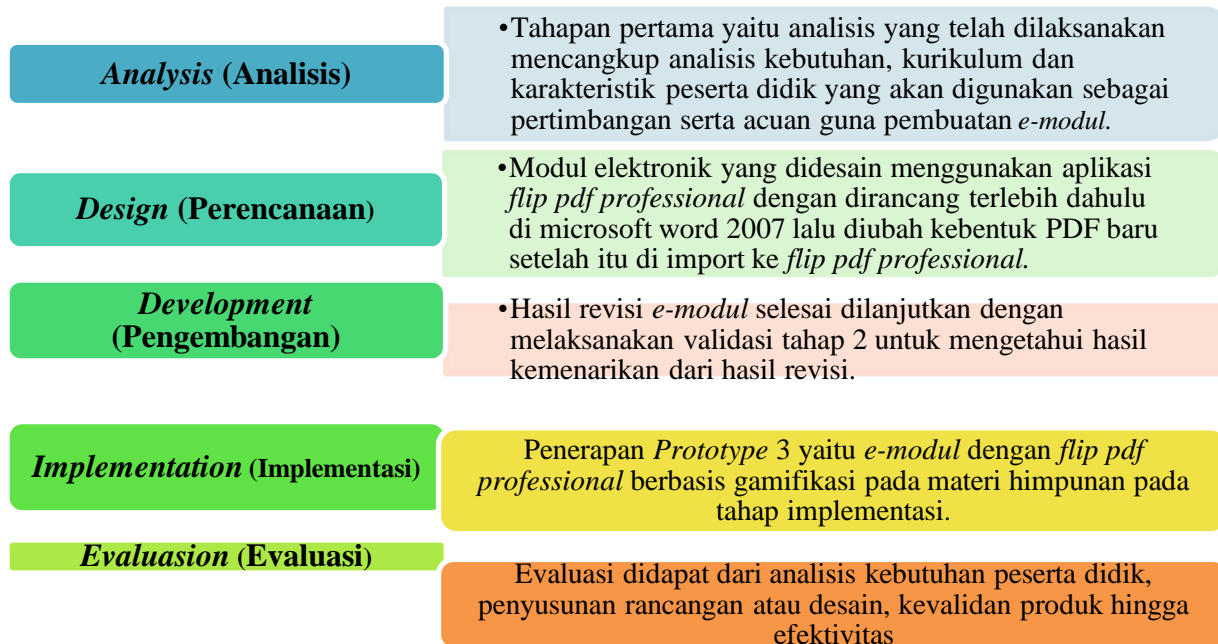 Analysis (Analisis)
•Tahapan pertama yaitu analisis yang telah dilaksanakan
mencangkup analisis kebutuhan, kurikulum dan
karakteristik peserta didik yang akan digunakan sebagai
pertimbangan serta acuan guna pembuatan e-modul.
Design (Perencanaan)
•Modul elektronik yang didesain menggunakan aplikasi
flip pdf professional dengan dirancang terlebih dahulu
di microsoft word 2007 lalu diubah kebentuk PDF baru
setelah itu di import ke flip pdf professional.
Development
(Pengembangan)
•Hasil revisi e-modul selesai dilanjutkan dengan
melaksanakan validasi tahap 2 untuk mengetahui hasil
kemenarikan dari hasil revisi.
Implementation (Implementasi)
Penerapan Prototype 3 yaitu e-modul dengan flip pdf
professional berbasis gamifikasi pada materi himpunan pada
tahap implementasi.
Evaluasion (Evaluasi)
Evaluasi didapat dari analisis kebutuhan peserta didik,
penyusunan rancangan atau desain, kevalidan produk hingga
efektivitas